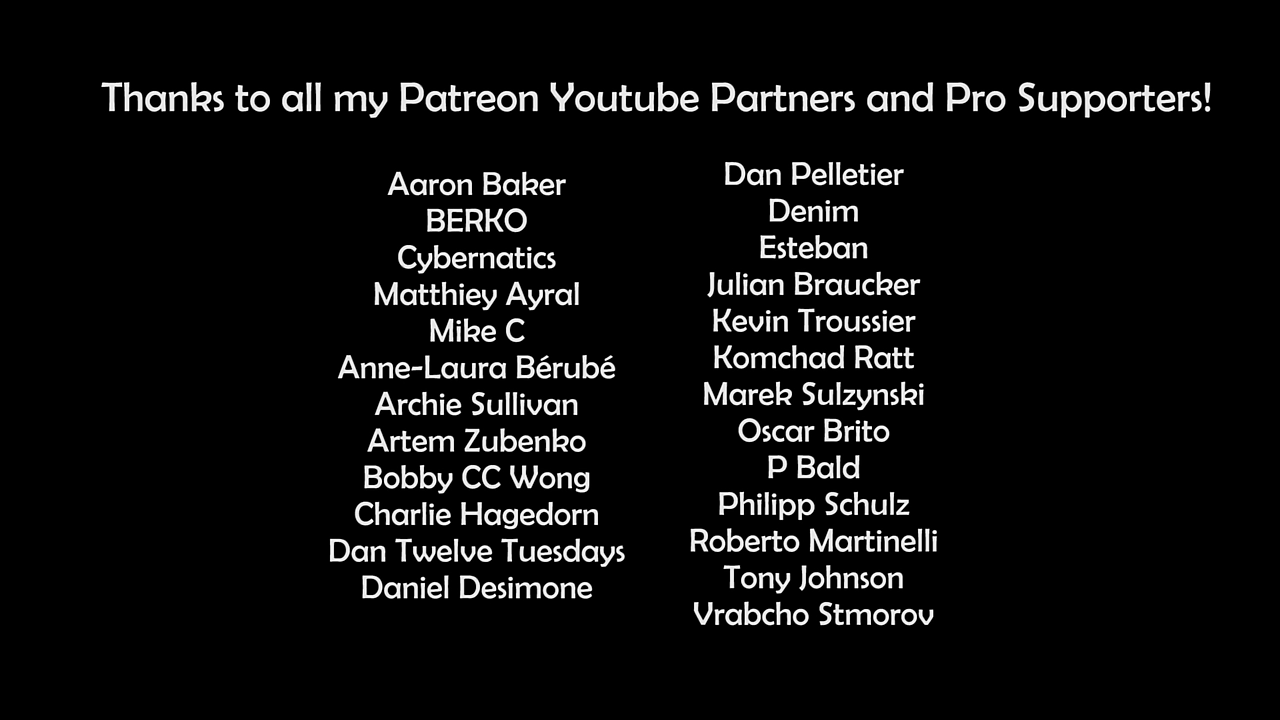 Thanks to all my Patreon Youtube Partners and Pro Supporters!
Aaron Baker
BERKO
Cybernatics
Matthiey Ayral
Mike C
Anne-Laura Bérubé
Archie Sullivan
Artem Zubenko
Bobby CC Wong
Charlie Hagedorn
Dan Twelve Tuesdays
Daniel Desimone
Dan Pelletier
Denim
Esteban
Julian Braucker
Kevin Troussier
Komchad Ratt
Marek Sulzynski
Oscar Brito
P Bald
Philipp Schulz
Roberto Martinelli
Tony Johnson
Vrabcho Stmorov